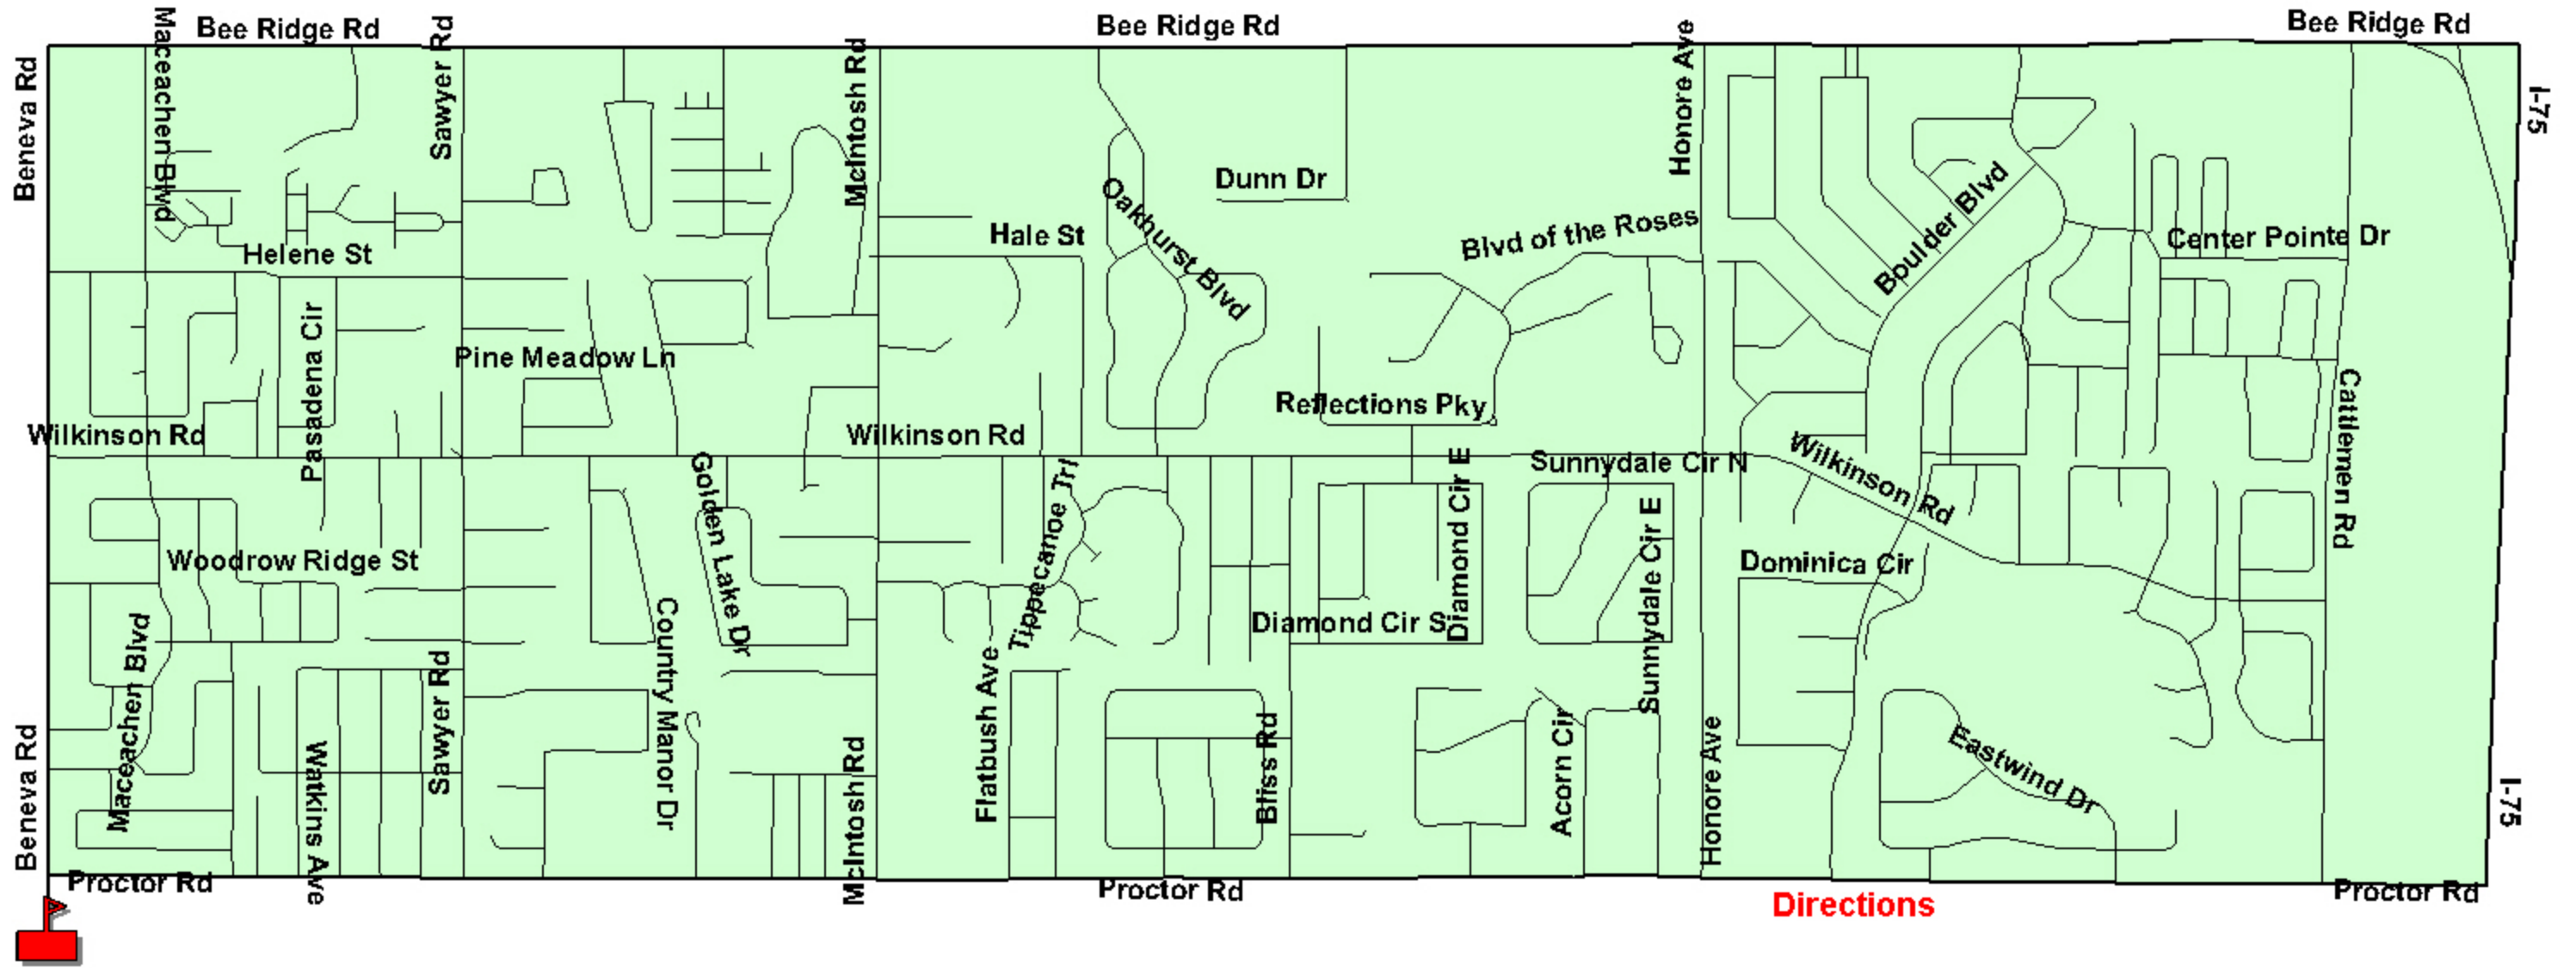 Bee Ridge Rd
Bee Ridge Rd
Bee Ridge Rd
Beneva Rd
Maceachen Blvd
Sawyer Rd
McIntosh Rd
Honore Ave
I-75
Dunn Dr
Oakhurst Blvd
Hale St
Blvd of the Roses
Boulder Blvd
Center Pointe Dr
Helene St
Pasadena Cir
Pine Meadow Ln
Reflections Pky
Cattlemen Rd
Wilkinson Rd
Wilkinson Rd
Sunnydale Cir N
Wilkinson Rd
Golden Lake Dr
Tippecanoe Trl
Diamond Cir E
Sunnydale Cir E
Woodrow Ridge St
Dominica Cir
Diamond Cir S
Maceachen Blvd
Sawyer Rd
Country Manor Dr
Flatbush Ave
Bliss Rd
Acorn Cir
Honore Ave
Eastwind Dr
Beneva Rd
Watkins Ave
McIntosh Rd
I-75
Proctor Rd
Proctor Rd
Proctor Rd
Directions